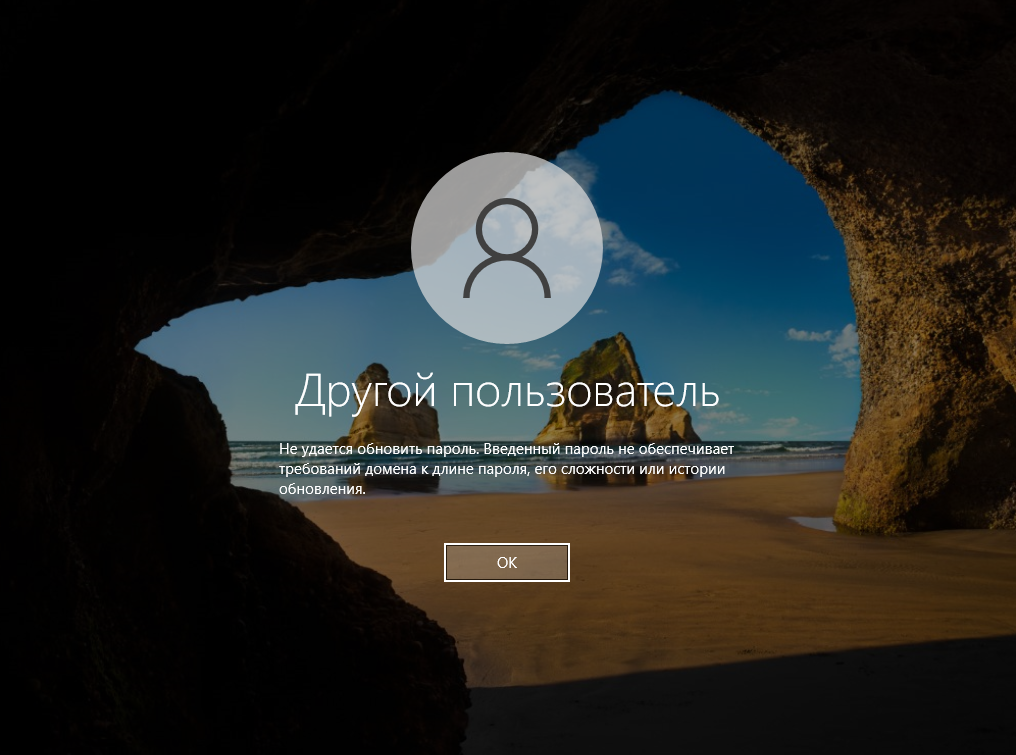 Другой пользователь
Не удается обновить пароль. Введенный пароль не обеспечивает
требований домена к длине пароля, его сложности или истории
обновления.
ОК